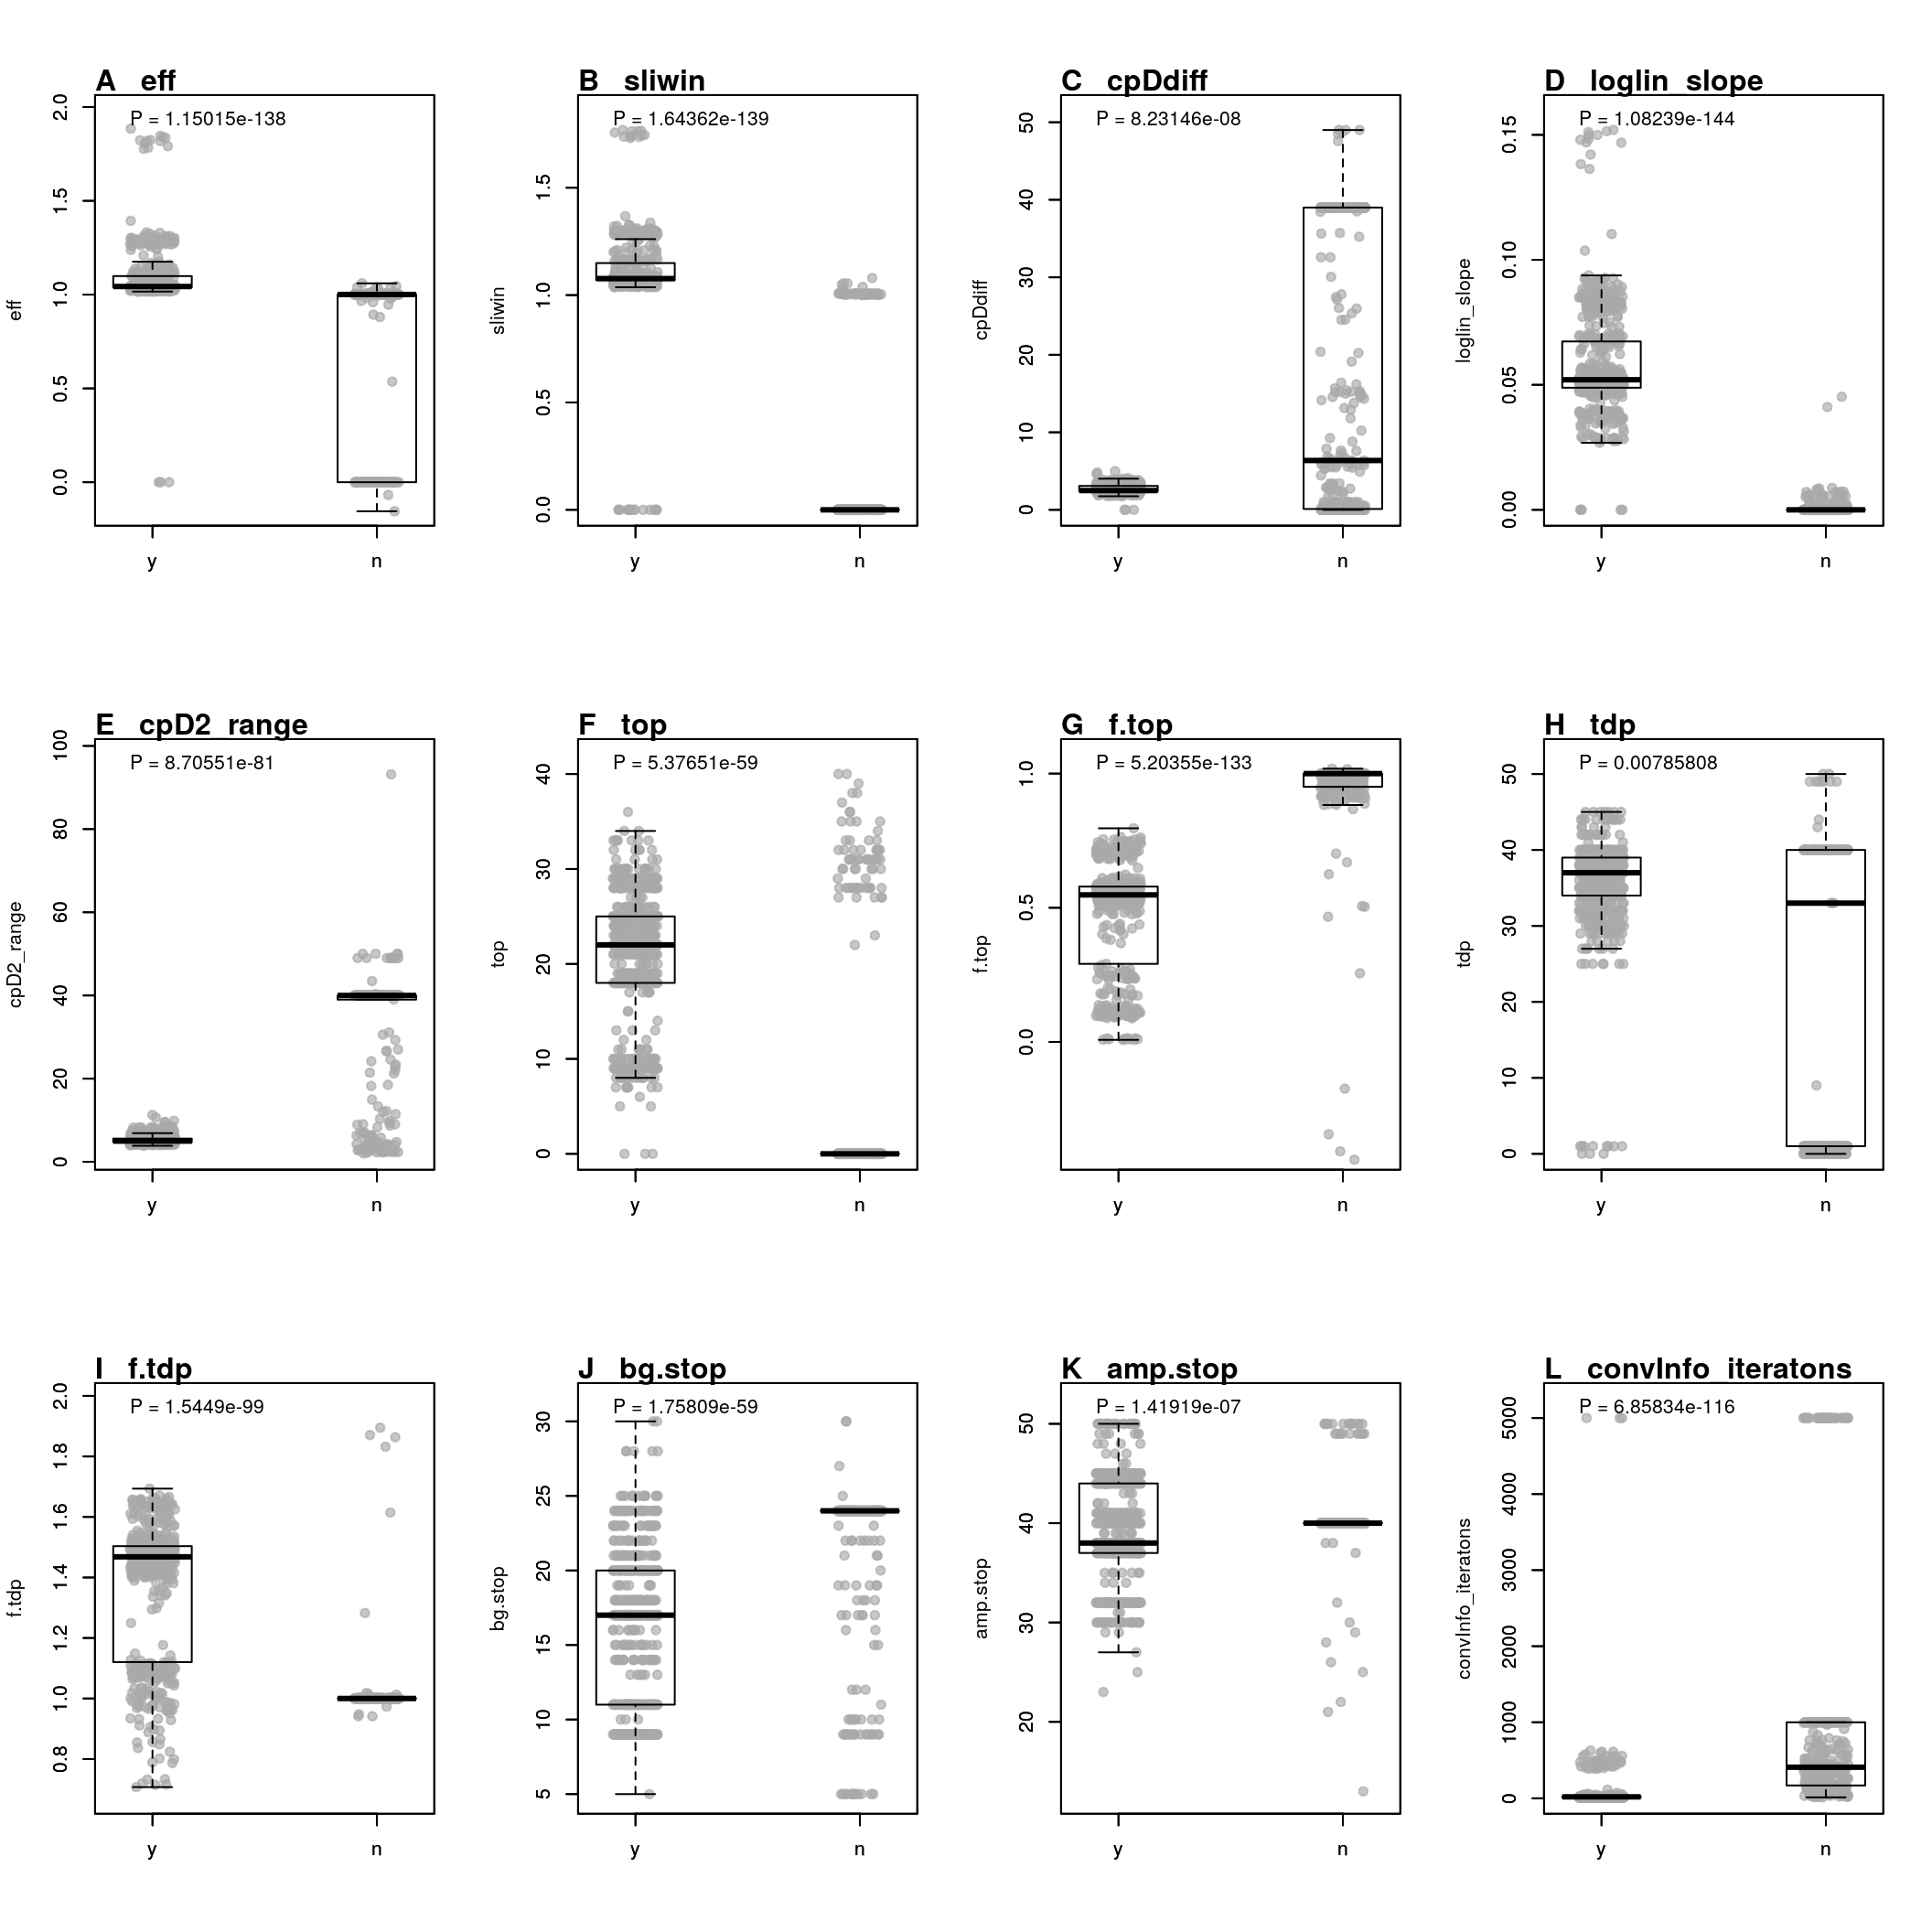 A eff
P = 1.15015e-138
2.0
1.5
1.0
0.5
0.0
eff
y n
B sliwin
P = 1.64362e-139
1.5
1.0
0.5
0.0
sliwin
y n
C cpDdiff
P = 8.23146e-08
50
40
30
20
10
0
cpDdiff
y n
D loglin_slope
P = 1.08239e-144
0.15
0.10
0.05
0.00
loglin_slope
y n
E cpD2_range
P = 8.70551e-81
100
80
60
40
20
0
cpD2_range
y n
F top
P = 5.37651e-59
40
30
20
10
0
top
y n
G f.top
P = 5.20355e-133
1.0
0.5
0.0
f.top
y n
H tdp
P = 0.00785808
50
40
30
20
10
0
tdp
y n
I f.tdp
P = 1.5449e-99
2.0
1.8
1.6
1.4
1.2
1.0
0.8
f.tdp
y n
J bg.stop
P = 1.75809e-59
30
25
20
15
10
5
bg.stop
y n
K amp.stop
P = 1.41919e-07
50
40
30
20
amp.stop
y n
L convInfo_iteratons
P = 6.85834e-116
5000
4000
3000
2000
1000
0
convInfo_iteratons
y n